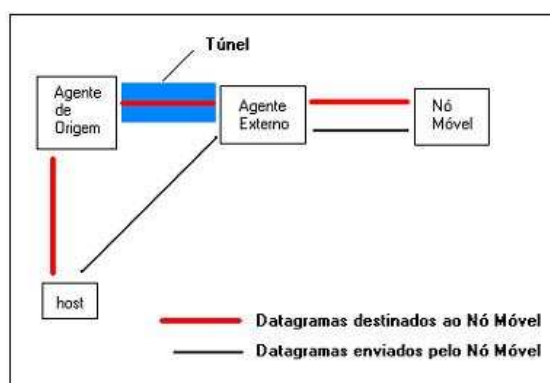 Túnel
Agente
de
Origem
Agente
Externo
Nó
Móvel
host
Datagramas destinados ao Nó Móvel
Datagramas enviados pelo Nó Móvel